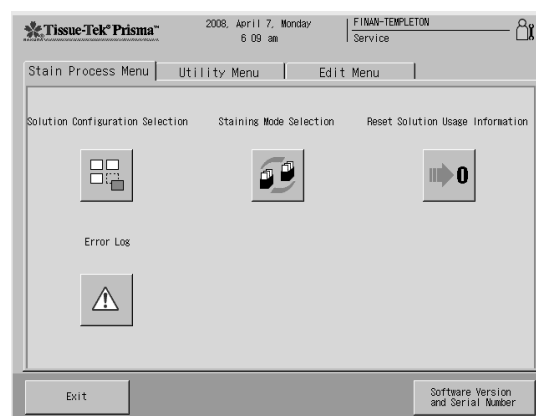 Tissue-Tek® Prisma™
2008, April 7, Monday
6 09 am
FINAN-TEMPLETON
Service
Stain Process Menu
Utility Menu
Edit Menu
Solution Configuration Selection
Staining Mode Selection
Reset Solution Usage Information
0
Error Log
Exit
Software Version
and Serial Number